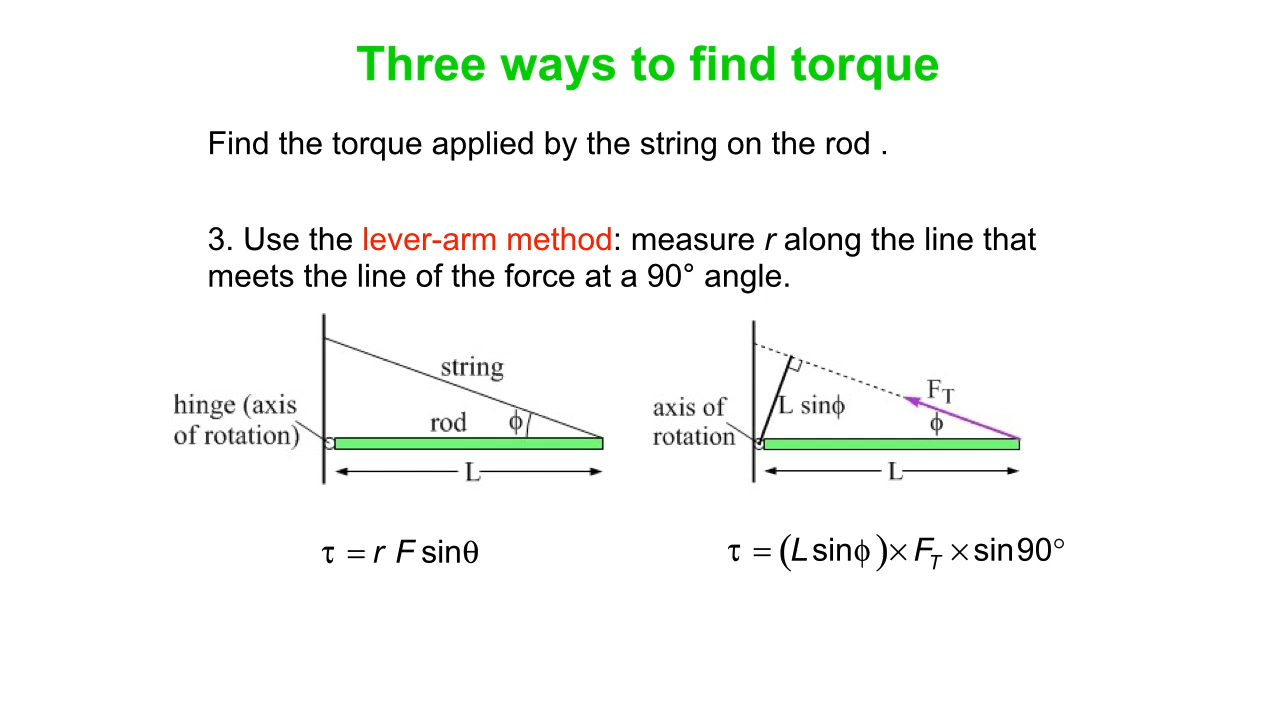 Three ways to find torque
Find the torque applied by the string on the rod .
3. Use the lever-arm method: measure r along the line that
meets the line of the force at a 90° angle.
string
hinge (axis
of rotation)
rod
ϕ
L
axis of
rotation
L sinϕ
F_T
ϕ
L
τ = r F sinθ
τ = (L sinϕ) × F_T × sin90°